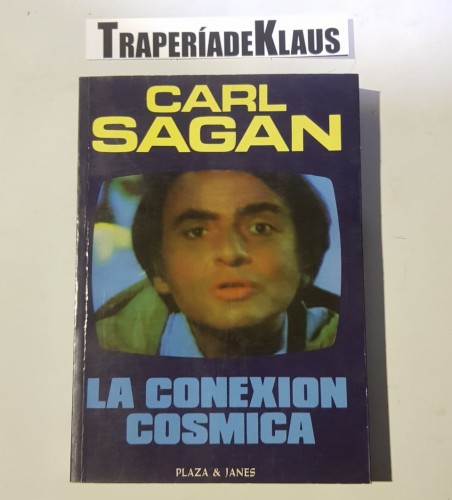 TRAPERÍADEKLAUS
CARL
SAGAN
LA CONEXION
COSMICA
PLAZA & JANES